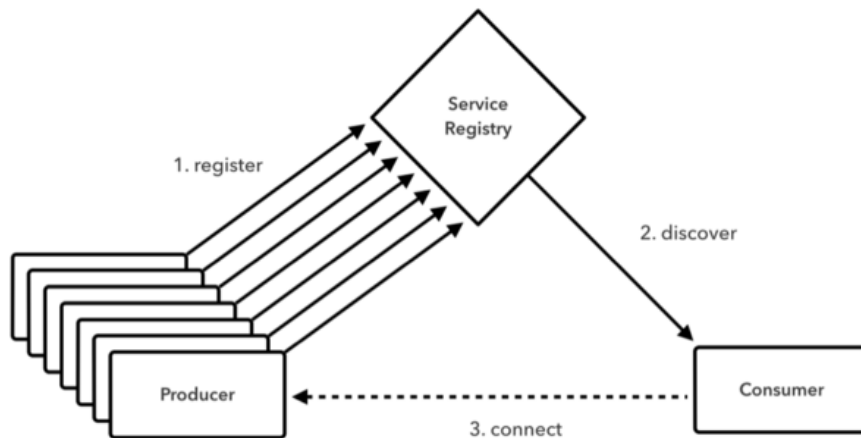 Service
Registry
1. register
2. discover
Producer
Consumer
3. connect